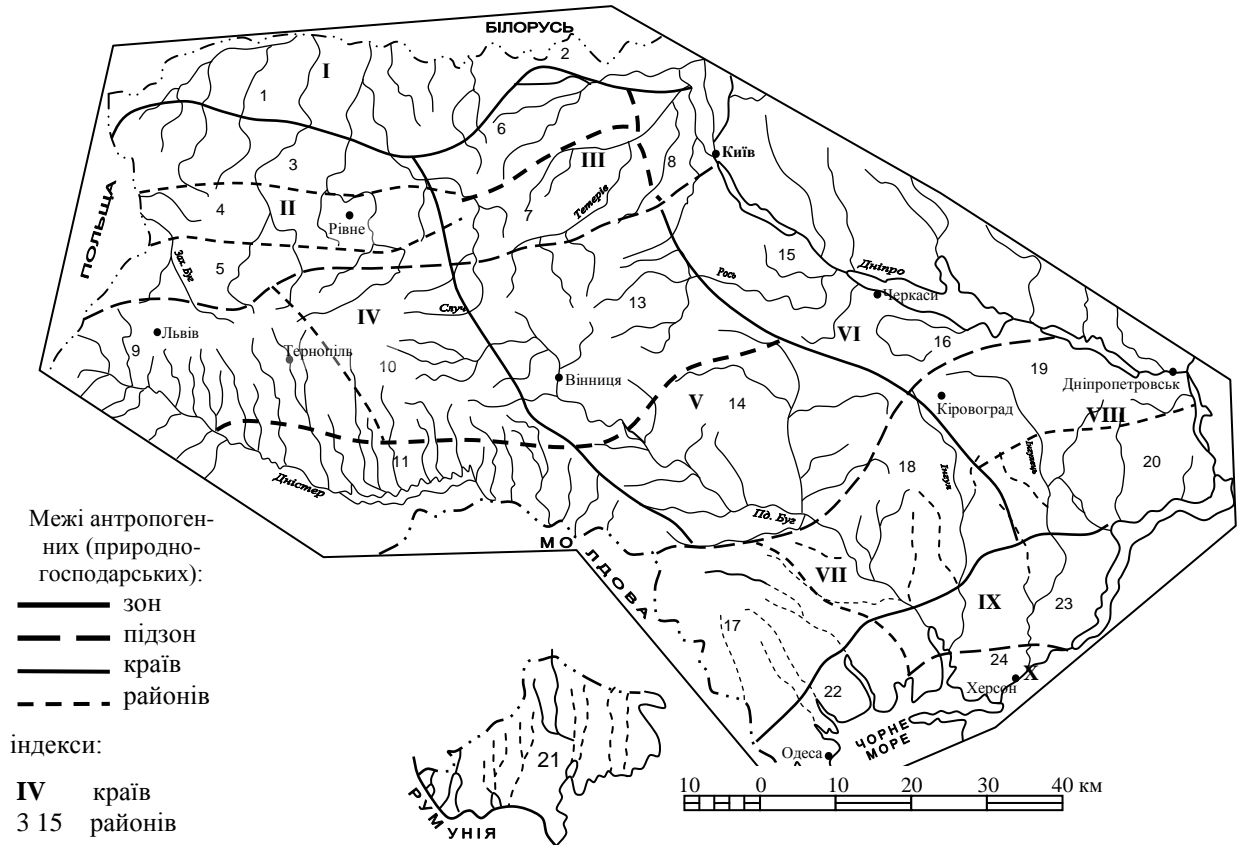 БІЛОРУСЬ
2
I
1
6
III
8
Київ
3
ПОЛЬЩА
4
II
Рівне
7
Тетерів
5
Зах. Буг
15
Дніпро
Рось
Черкаси
9
Львів
IV
Случ
13
VI
16
Тернопіль
10
Вінниця
19
Дніпропетровськ
V
14
Кіровоград
VIII
11
18
Інгул
Інгулець
20
Дністер
Пд. Буг
МОЛДОВА
VII
IX
23
17
24
X
Херсон
22
ЧОРНЕ
МОРЕ
Одеса
21
РУМУНІЯ
10 0 10 20 30 40 км
Межі антропоген-
них (природно-
господарських):
зон
підзон
країв
районів
індекси:
IV країв
3 15 районів